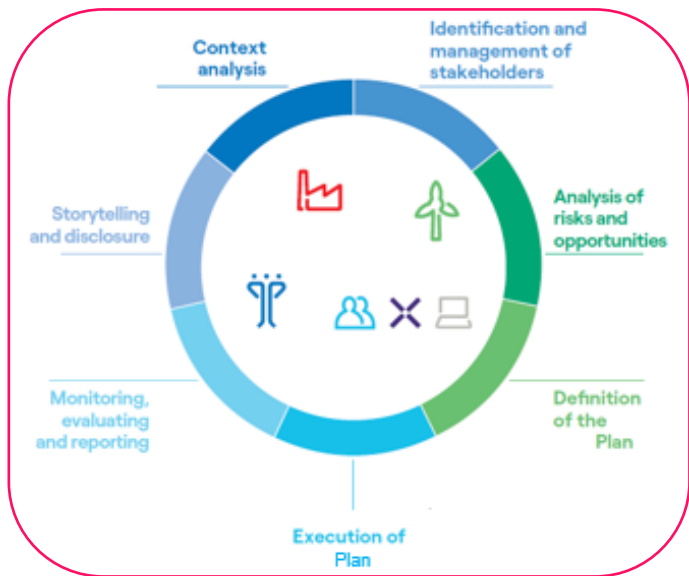 Context
analysis
Identification and
management of
stakeholders
Analysis of
risks and
opportunities
Definition
of the
Plan
Execution of
Plan
Monitoring,
evaluating
and reporting
Storytelling
and disclosure